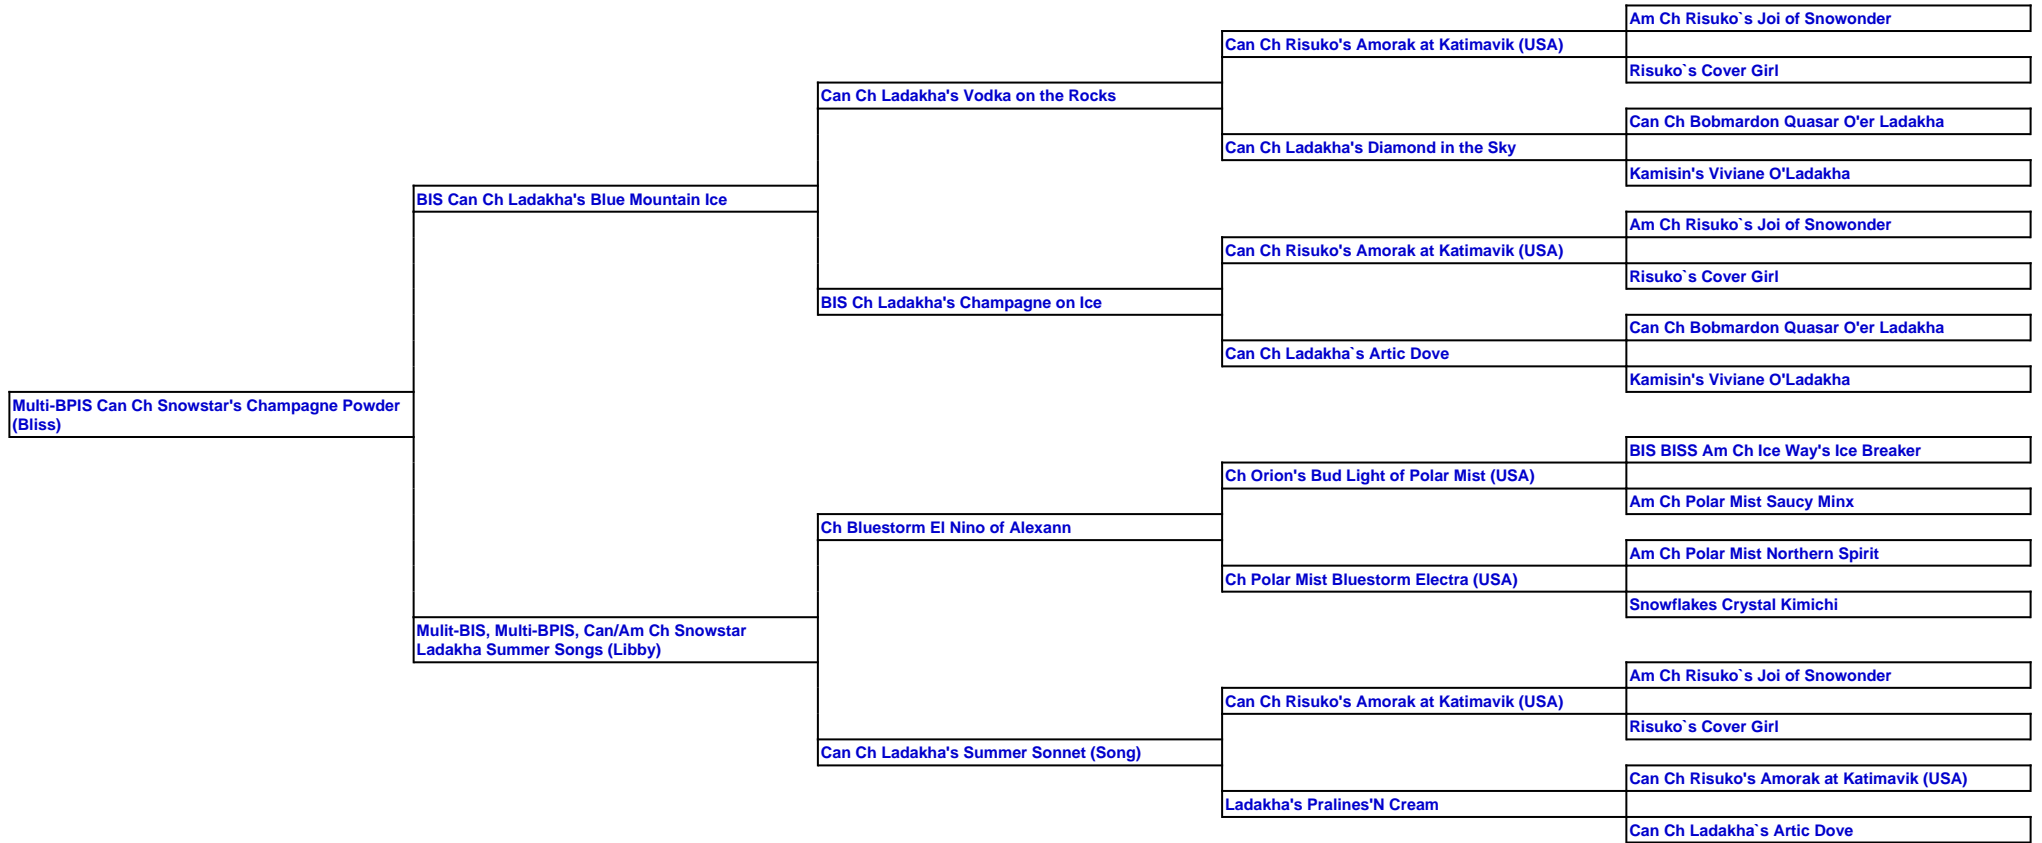 Am Ch Risuko`s Joi of Snowonder
Can Ch Risuko's Amorak at Katimavik (USA)
Risuko`s Cover Girl
Can Ch Ladakha's Vodka on the Rocks
Can Ch Bobmardon Quasar O'er Ladakha
Can Ch Ladakha's Diamond in the Sky
Kamisin's Viviane O'Ladakha
BIS Can Ch Ladakha's Blue Mountain Ice
Am Ch Risuko`s Joi of Snowonder
Can Ch Risuko's Amorak at Katimavik (USA)
Risuko`s Cover Girl
BIS Ch Ladakha's Champagne on Ice
Can Ch Bobmardon Quasar O'er Ladakha
Can Ch Ladakha`s Artic Dove
Kamisin's Viviane O'Ladakha
Multi-BPIS Can Ch Snowstar's Champagne Powder
(Bliss)
BIS BISS Am Ch Ice Way's Ice Breaker
Ch Orion's Bud Light of Polar Mist (USA)
Am Ch Polar Mist Saucy Minx
Ch Bluestorm El Nino of Alexann
Am Ch Polar Mist Northern Spirit
Ch Polar Mist Bluestorm Electra (USA)
Snowflakes Crystal Kimichi
Mulit-BIS, Multi-BPIS, Can/Am Ch Snowstar
Ladakha Summer Songs (Libby)
Am Ch Risuko`s Joi of Snowonder
Can Ch Risuko's Amorak at Katimavik (USA)
Risuko`s Cover Girl
Can Ch Ladakha's Summer Sonnet (Song)
Can Ch Risuko's Amorak at Katimavik (USA)
Ladakha's Pralines'N Cream
Can Ch Ladakha`s Artic Dove